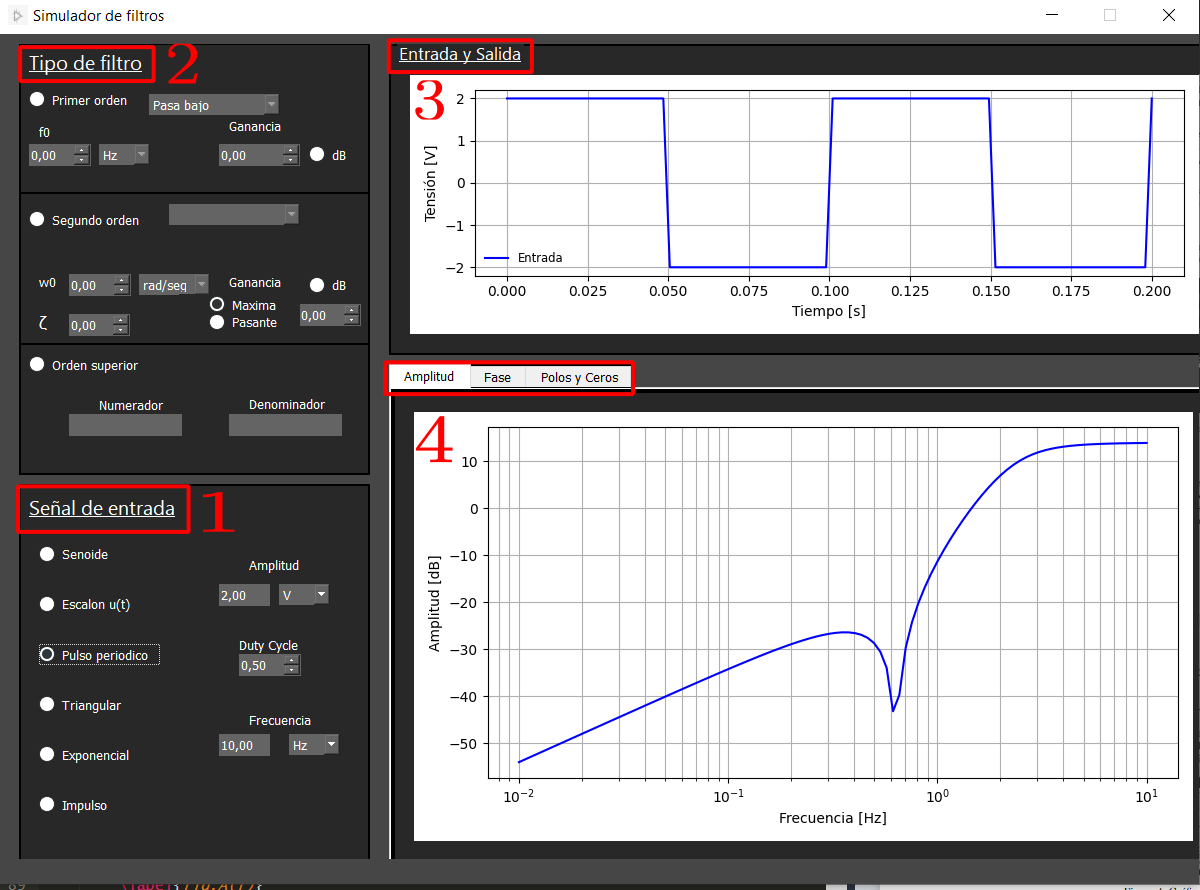 Simulador de filtros
Tipo de filtro 2
Primer orden Pasa bajo
f0 Ganancia
0,00 Hz 0,00 dB
Segundo orden
w0 0,00 rad/seg Ganancia dB
Maxima
ζ 0,00 Pasante 0,00
Orden superior
Numerador Denominador
Señal de entrada 1
Senoide Amplitud
2,00 V
Escalon u(t)
Duty Cycle
Pulso periodico 0,50
Triangular Frecuencia
10,00 Hz
Exponencial
Impulso
Entrada y Salida
3
Tensión [V]
2
1
0
−1
−2
Entrada
0.000 0.025 0.050 0.075 0.100 0.125 0.150 0.175 0.200
Tiempo [s]
Amplitud Fase Polos y Ceros
4
Amplitud [dB]
10
0
−10
−20
−30
−40
−50
10⁻² 10⁻¹ 10⁰ 10¹
Frecuencia [Hz]
89